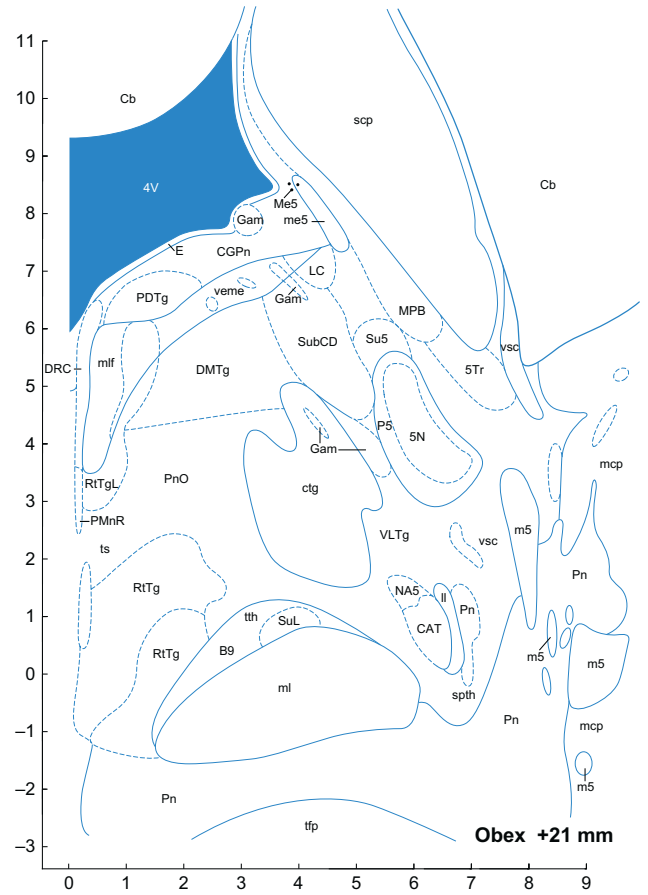 11
10
9
8
7
6
5
4
3
2
1
0
–1
–2
–3
Cb
scp
4V
Cb
Me5
me5
Gam
E
CGPn
LC
PDTg
veme
Gam
MPB
SubCD
Su5
vsc
DRC
mlf
DMTg
5Tr
P5
5N
Gam
mcp
RtTgL
PnO
ctg
PMnR
m5
ts
VLTg
vsc
Pn
RtTg
NA5
ll
Pn
tth
SuL
CAT
RtTg
B9
m5
m5
ml
spth
Pn
mcp
Pn
m5
tfp
Obex +21 mm
0 1 2 3 4 5 6 7 8 9